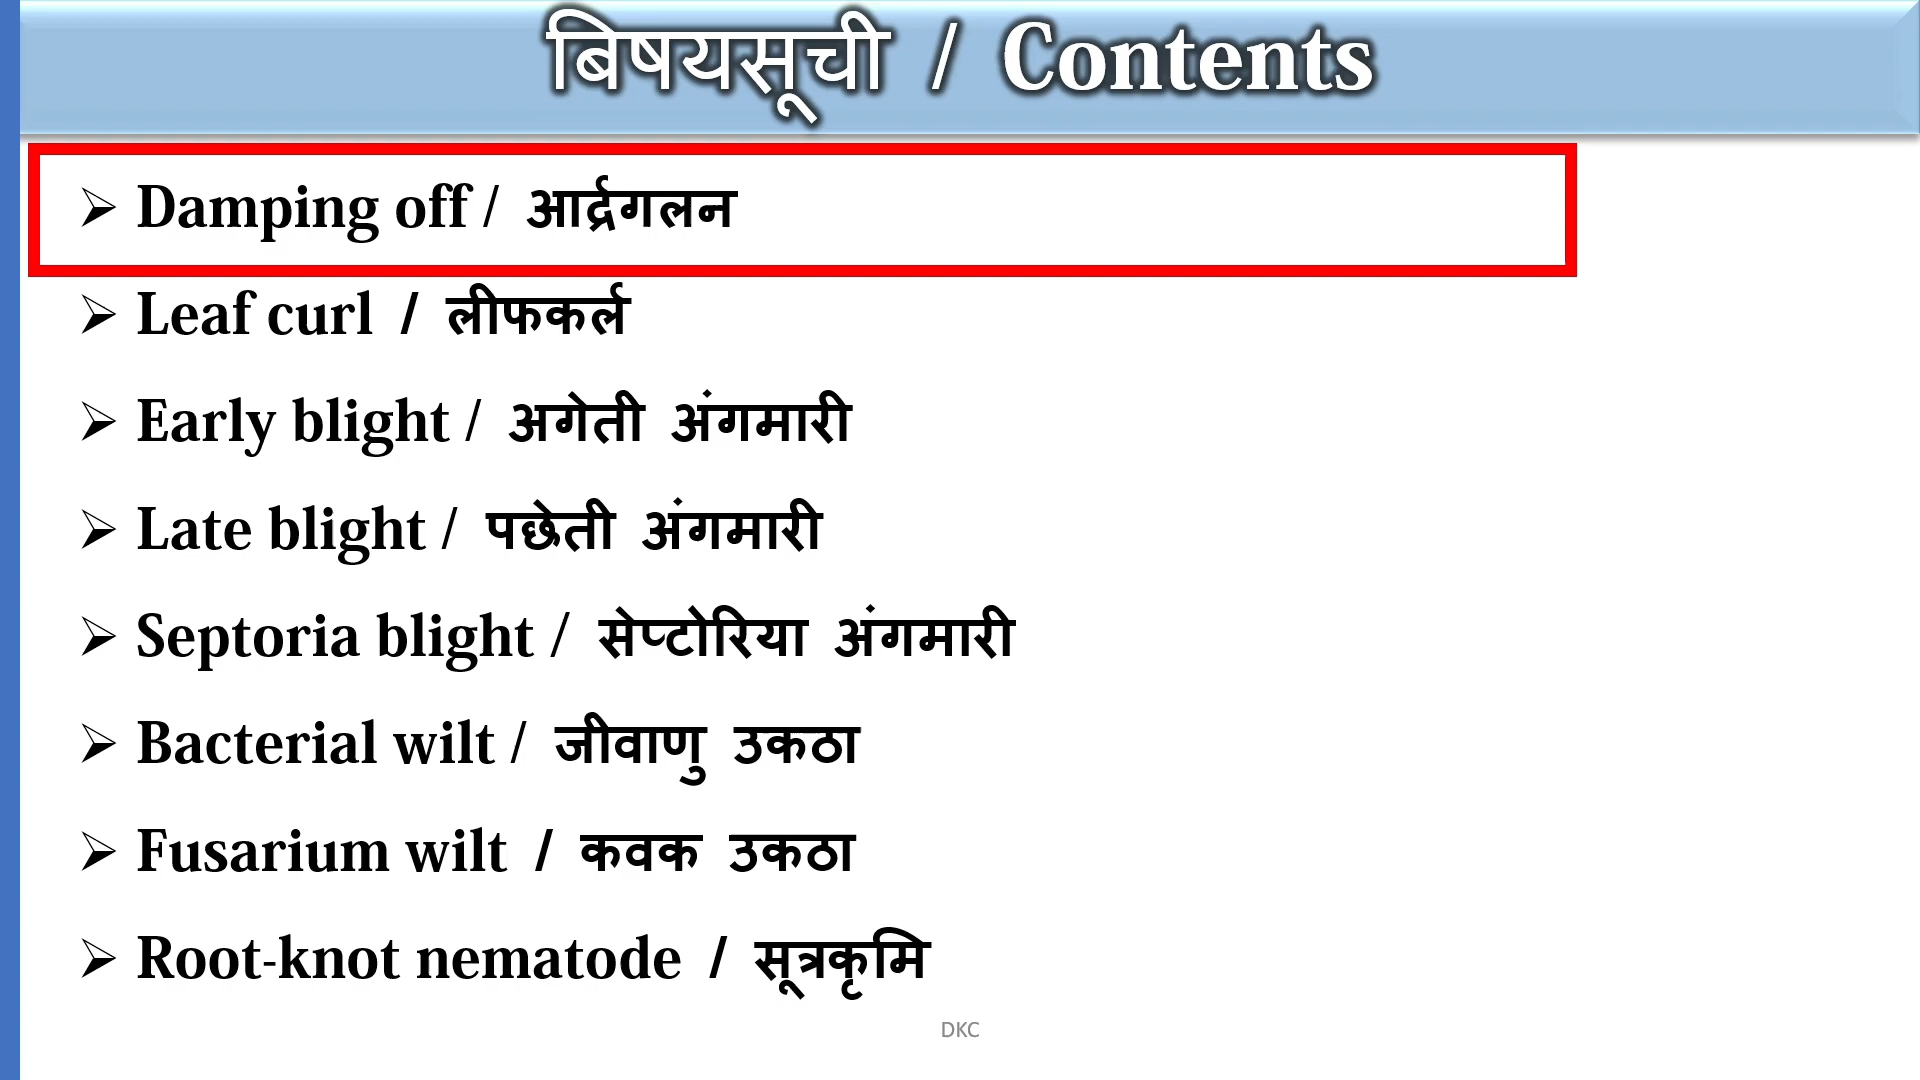 बिषयसूची / Contents
➢ Damping off / आर्द्रगलन
➢ Leaf curl / लीफकर्ल
➢ Early blight / अगेती अंगमारी
➢ Late blight / पछेती अंगमारी
➢ Septoria blight / सेप्टोरिया अंगमारी
➢ Bacterial wilt / जीवाणु उकठा
➢ Fusarium wilt / कवक उकठा
➢ Root-knot nematode / सूत्रकृमि
DKC